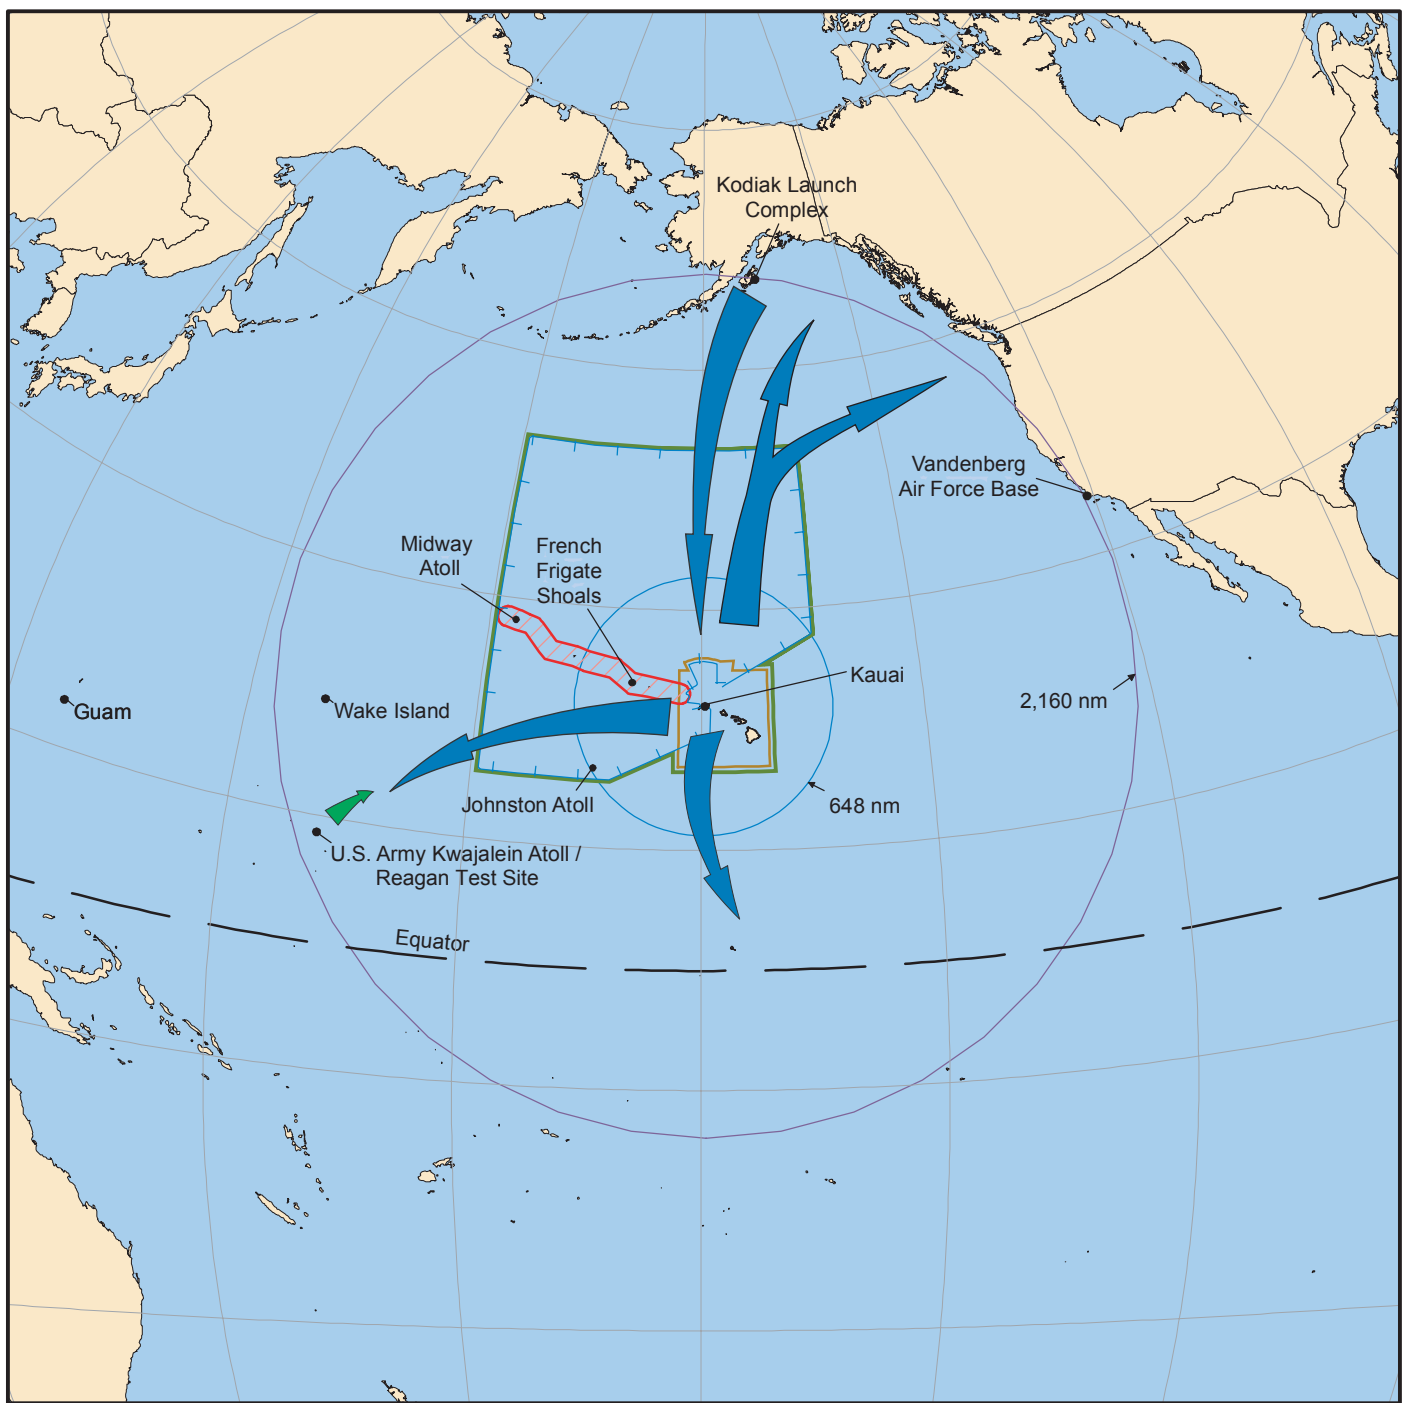 Kodiak Launch
Complex
Vandenberg
Air Force Base
Midway
Atoll
French
Frigate
Shoals
Kauai
2,160 nm
Guam
Wake Island
Johnston Atoll
648 nm
U.S. Army Kwajalein Atoll /
Reagan Test Site
Equator